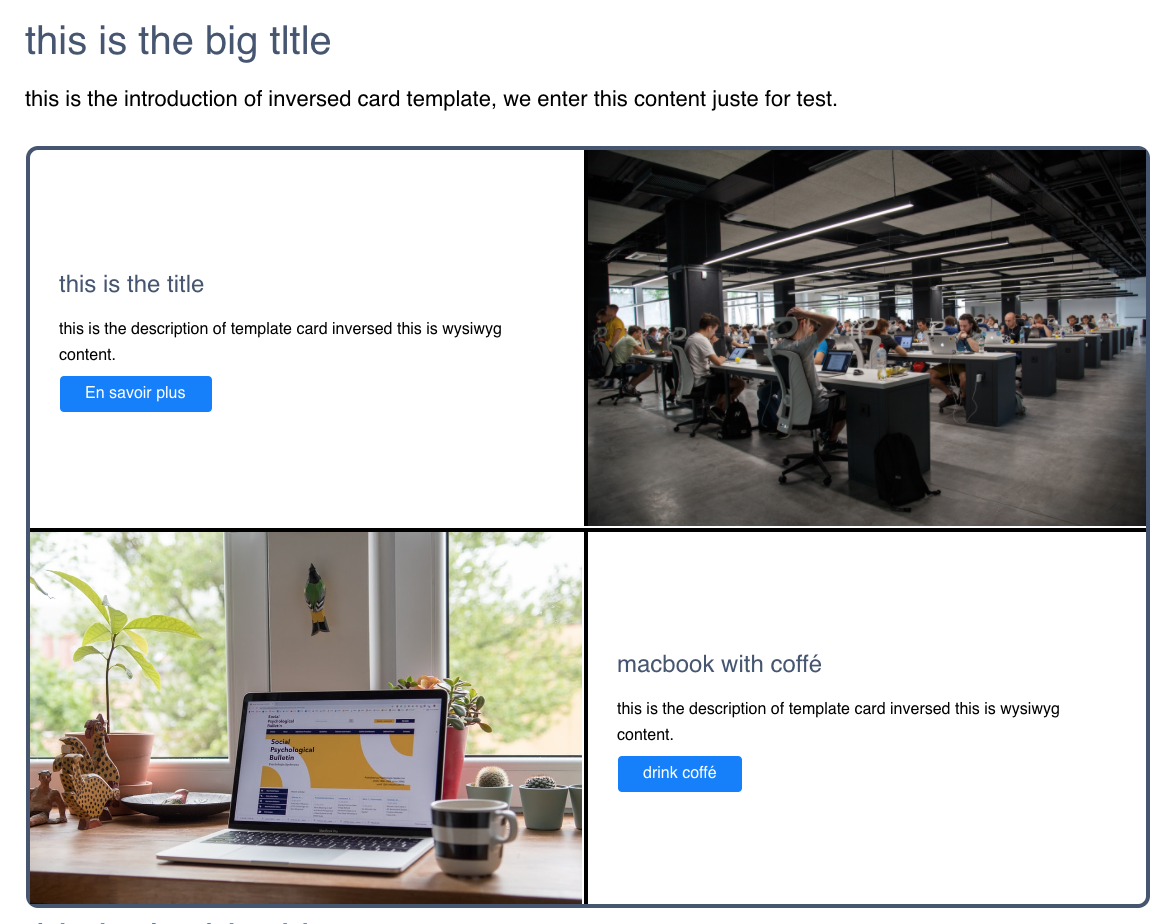 this is the big tItle
this is the introduction of inversed card template, we enter this content juste for test.
this is the title
this is the description of template card inversed this is wysiwyg
content.
En savoir plus
Social
Psychological
Bulletin
macbook with coffé
this is the description of template card inversed this is wysiwyg
content.
drink coffé